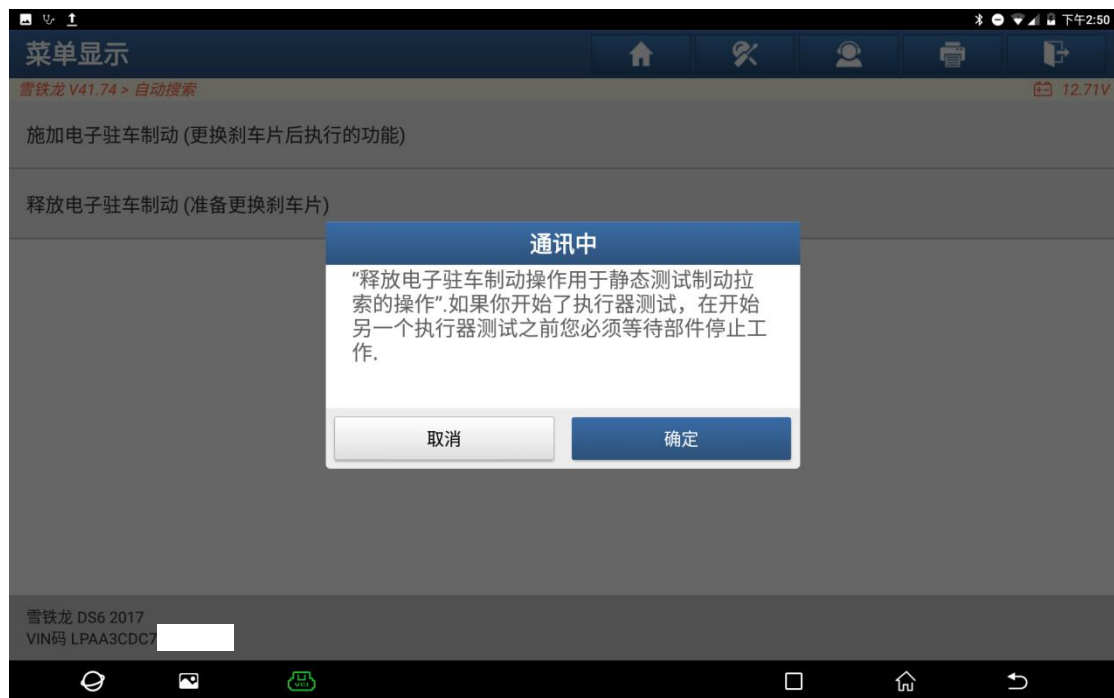 下午2:50
菜单显示
雪铁龙 V41.74 > 自动搜索
12.71V
施加电子驻车制动 (更换刹车片后执行的功能)
释放电子驻车制动 (准备更换刹车片)
通讯中
“释放电子驻车制动操作用于静态测试制动拉
索的操作”.如果你开始了执行器测试，在开始
另一个执行器测试之前您必须等待部件停止工
作.
取消
确定
雪铁龙 DS6 2017
VIN码 LPAA3CDC7
VCI